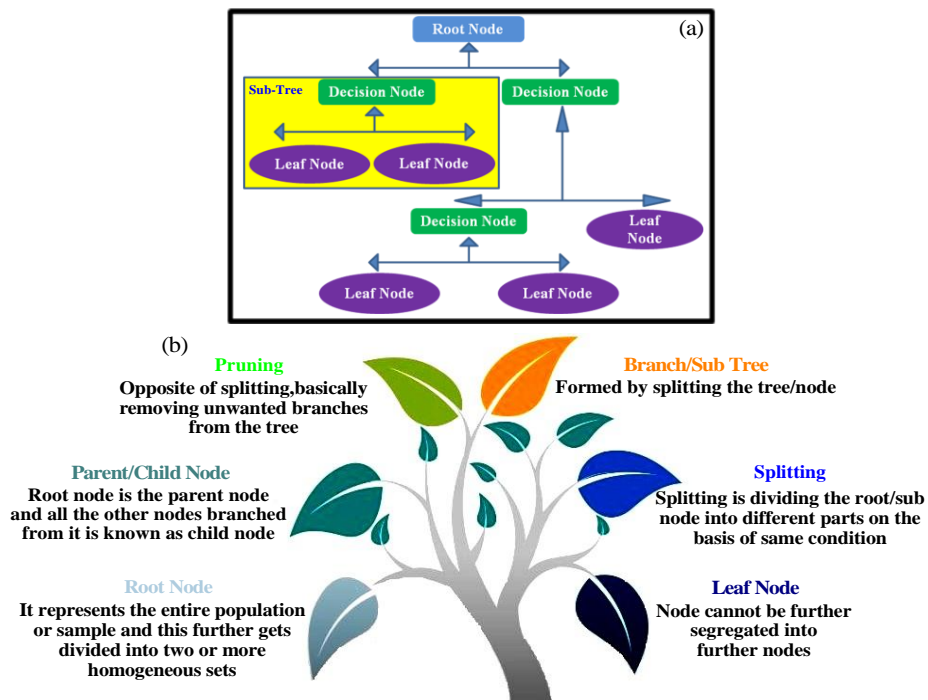 (a)
Root Node
Sub-Tree
Decision Node
Decision Node
Leaf Node
Leaf Node
Decision Node
Leaf
Node
Leaf Node
Leaf Node
(b)
Pruning
Opposite of splitting,basically
removing unwanted branches
from the tree
Branch/Sub Tree
Formed by splitting the tree/node
Parent/Child Node
Root node is the parent node
and all the other nodes branched
from it is known as child node
Splitting
Splitting is dividing the root/sub
node into different parts on the
basis of same condition
Root Node
It represents the entire population
or sample and this further gets
divided into two or more
homogeneous sets
Leaf Node
Node cannot be further
segregated into
further nodes